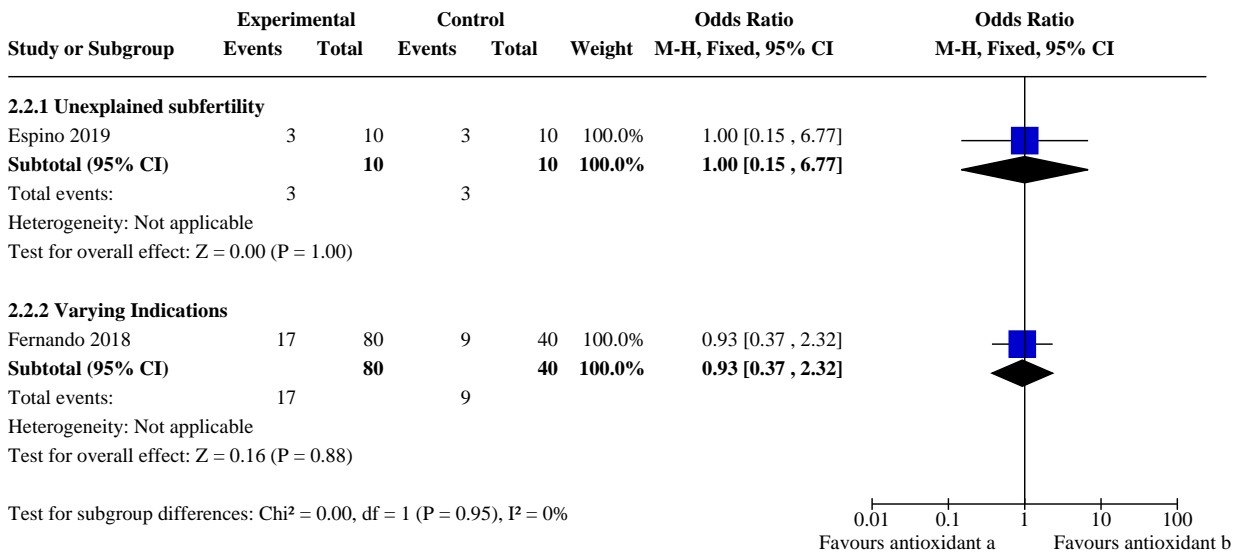 Experimental Control Odds Ratio Odds Ratio
Study or Subgroup Events Total Events Total Weight M-H, Fixed, 95% CI M-H, Fixed, 95% CI
2.2.1 Unexplained subfertility
Espino 2019 3 10 3 10 100.0% 1.00 [0.15 , 6.77]
Subtotal (95% CI) 10 10 100.0% 1.00 [0.15 , 6.77]
Total events: 3 3
Heterogeneity: Not applicable
Test for overall effect: Z = 0.00 (P = 1.00)
2.2.2 Varying Indications
Fernando 2018 17 80 9 40 100.0% 0.93 [0.37 , 2.32]
Subtotal (95% CI) 80 40 100.0% 0.93 [0.37 , 2.32]
Total events: 17 9
Heterogeneity: Not applicable
Test for overall effect: Z = 0.16 (P = 0.88)
Test for subgroup differences: Chi² = 0.00, df = 1 (P = 0.95), I² = 0%
0.01 0.1 1 10 100
Favours antioxidant a Favours antioxidant b